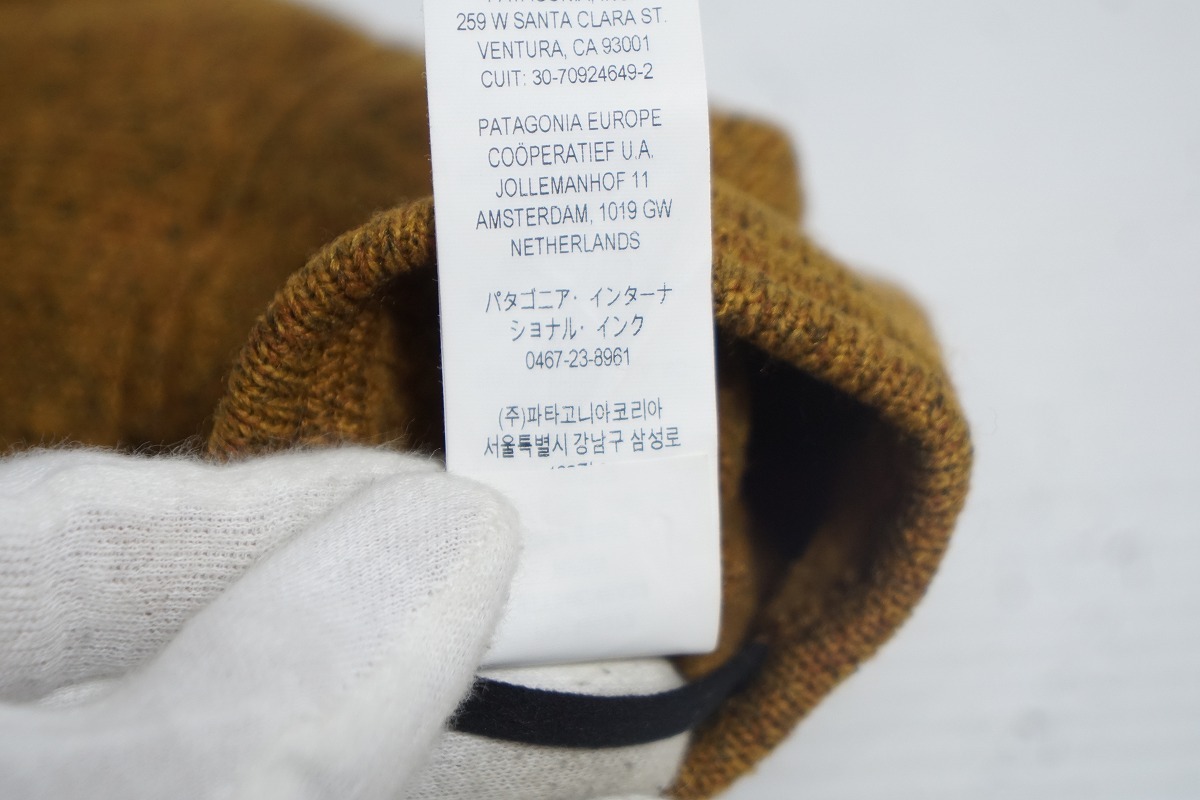 259 W SANTA CLARA ST.
VENTURA, CA 93001
CUIT: 30-70924649-2
PATAGONIA EUROPE
COÖPERATIEF U.A.
JOLLEMANHOF 11
AMSTERDAM, 1019 GW
NETHERLANDS
パタゴニア・インターナ
ショナル・インク
0467-23-8961
(주)파타고니아코리아
서울특별시 강남구 삼성로